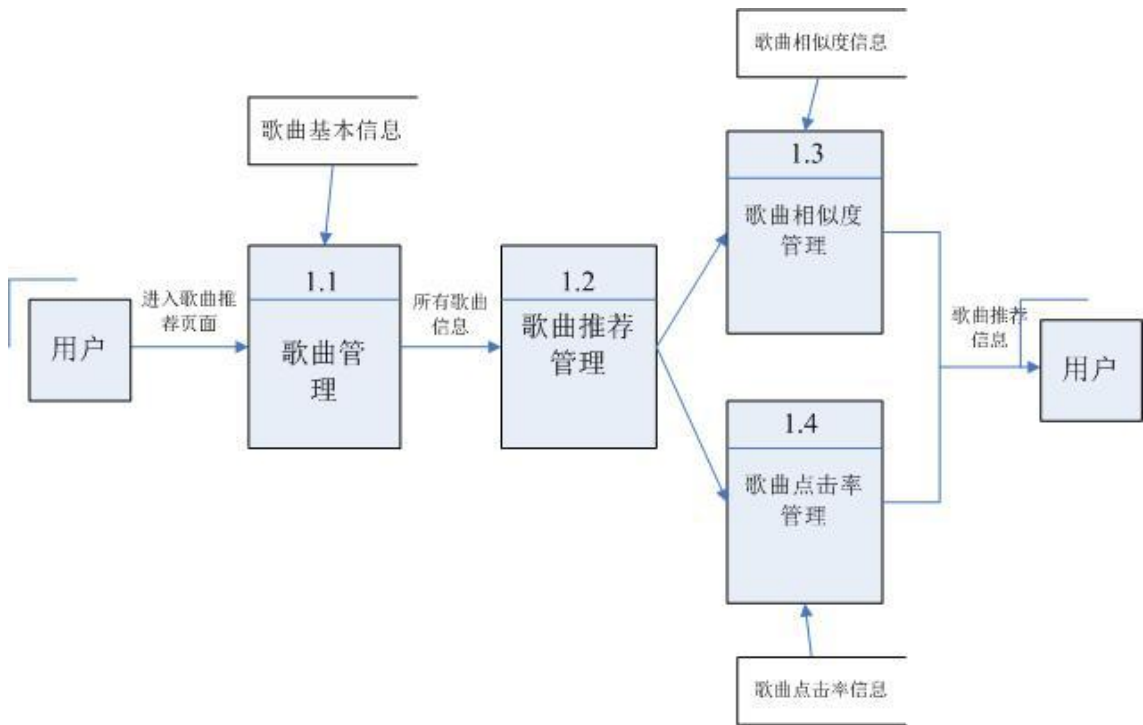 歌曲相似度信息
歌曲基本信息
1.3
歌曲相似度
管理
1.1
歌曲管
理
1.2
歌曲推荐
管理
进入歌曲推
荐页面
所有歌曲
信息
歌曲推荐
信息
用户
用户
1.4
歌曲点击率
管理
歌曲点击率信息